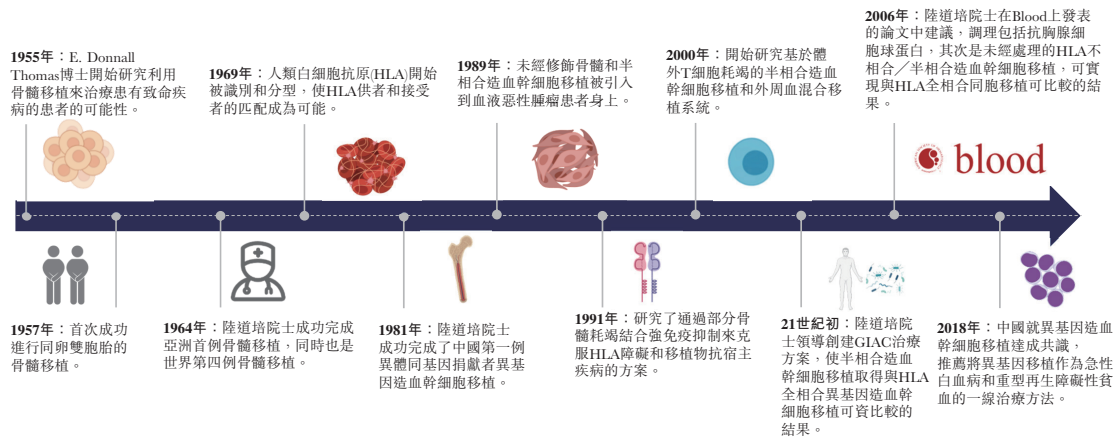 1955年：E. Donnall
Thomas博士開始研究利用
骨髓移植來治療患有致命疾
病的患者的可能性。
1969年：人類白細胞抗原(HLA)開始
被識別和分型，使HLA供者和接受
者的匹配成為可能。
1989年：未經修飾骨髓和半
相合造血幹細胞移植被引入
到血液惡性腫瘤患者身上。
2000年：開始研究基於體
外T細胞耗竭的半相合造血
幹細胞移植和外周血混合移
植系統。
2006年：陸道培院士在Blood上發表
的論文中建議，調理包括抗胸腺細
胞球蛋白，其次是未經處理的HLA不
相合／半相合造血幹細胞移植，可實
現與HLA全相合同胞移植可比較的結
果。
blood
1957年：首次成功
進行同卵雙胞胎的
骨髓移植。
1964年：陸道培院士成功完成
亞洲首例骨髓移植，同時也是
世界第四例骨髓移植。
1981年：陸道培院士
成功完成了中國第一例
異體同基因捐獻者異基
因造血幹細胞移植。
1991年：研究了通過部分骨
髓耗竭結合強免疫抑制來克
服HLA障礙和移植物抗宿主
疾病的方案。
21世紀初：陸道培院
士領導創建GIAC治療
方案，使半相合造血
幹細胞移植取得與HLA
全相合異基因造血幹
細胞移植可資比較的
結果。
2018年：中國就異基因造血
幹細胞移植達成共識，
推薦將異基因移植作為急性
白血病和重型再生障礙性貧
血的一線治療方法。